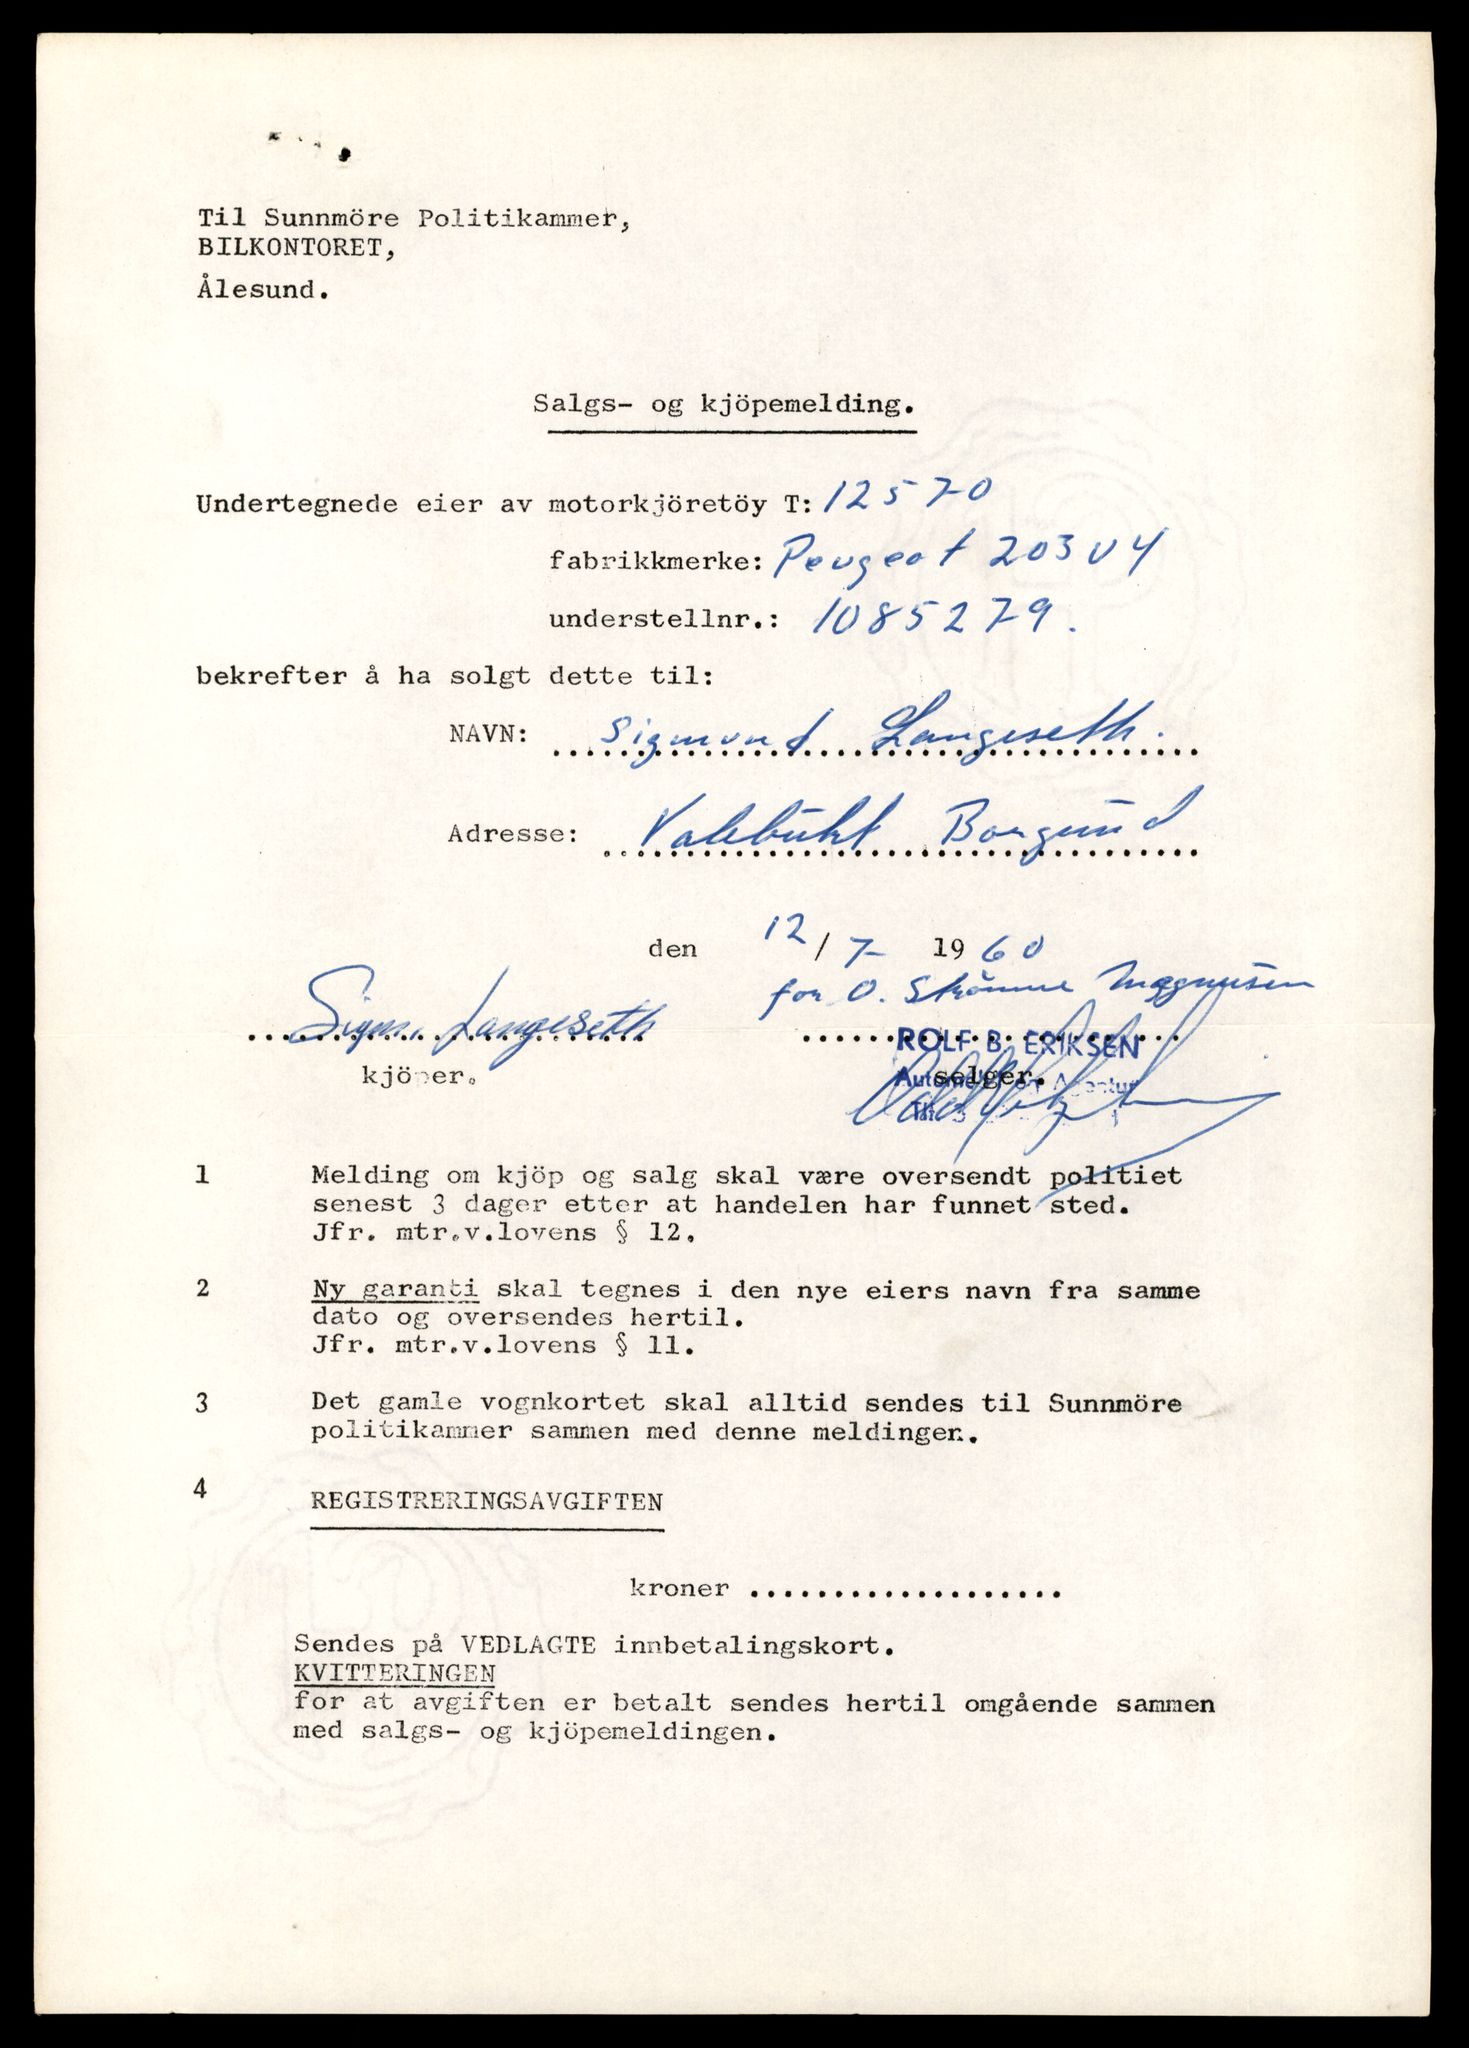 Til Sunnmöre Politikammer,
BILKONTORET,
Ålesund.
Salgs- og kjöpemelding.
Undertegnede eier av motorkjöretöy T: 12570
fabrikkmerke: Peugeot 203 U4
understellnr.: 1085279.
bekrefter å ha solgt dette til:
NAVN: Sigmund Langeseth.
Adresse: Valebukt Borgund
den 12/7- 1960
for O. Strømme Magnusen
Sigm. Langeseth
ROLF B. ERIKSEN
kjöper. selger.
1 Melding om kjöp og salg skal være oversendt politiet
senest 3 dager etter at handelen har funnet sted.
Jfr. mtr.v.lovens § 12.
2 Ny garanti skal tegnes i den nye eiers navn fra samme
dato og oversendes hertil.
Jfr. mtr.v.lovens § 11.
3 Det gamle vognkortet skal alltid sendes til Sunnmöre
politikammer sammen med denne meldingen.
4 REGISTRERINGSAVGIFTEN
kroner ...................
Sendes på VEDLAGTE innbetalingskort.
KVITTERINGEN
for at avgiften er betalt sendes hertil omgående sammen
med salgs- og kjöpemeldingen.